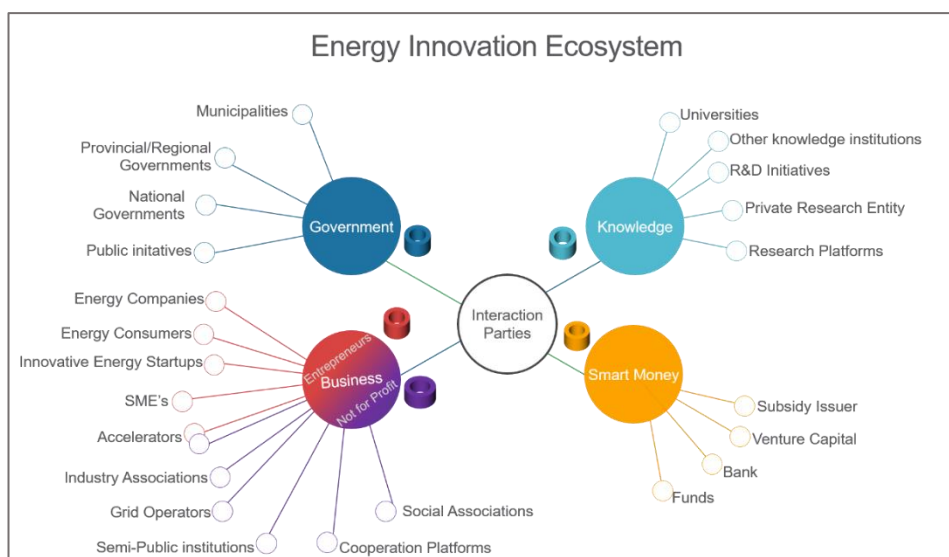 Energy Innovation Ecosystem
Municipalities
Provincial/Regional
Governments
National
Governments
Public initatives
Government
Universities
Other knowledge institutions
R&D Initiatives
Private Research Entity
Research Platforms
Knowledge
Interaction
Parties
Energy Companies
Energy Consumers
Innovative Energy Startups
SME's
Accelerators
Industry Associations
Grid Operators
Semi-Public institutions
Cooperation Platforms
Social Associations
Entrepreneurs
Business
Not for Profit
Smart Money
Subsidy Issuer
Venture Capital
Bank
Funds